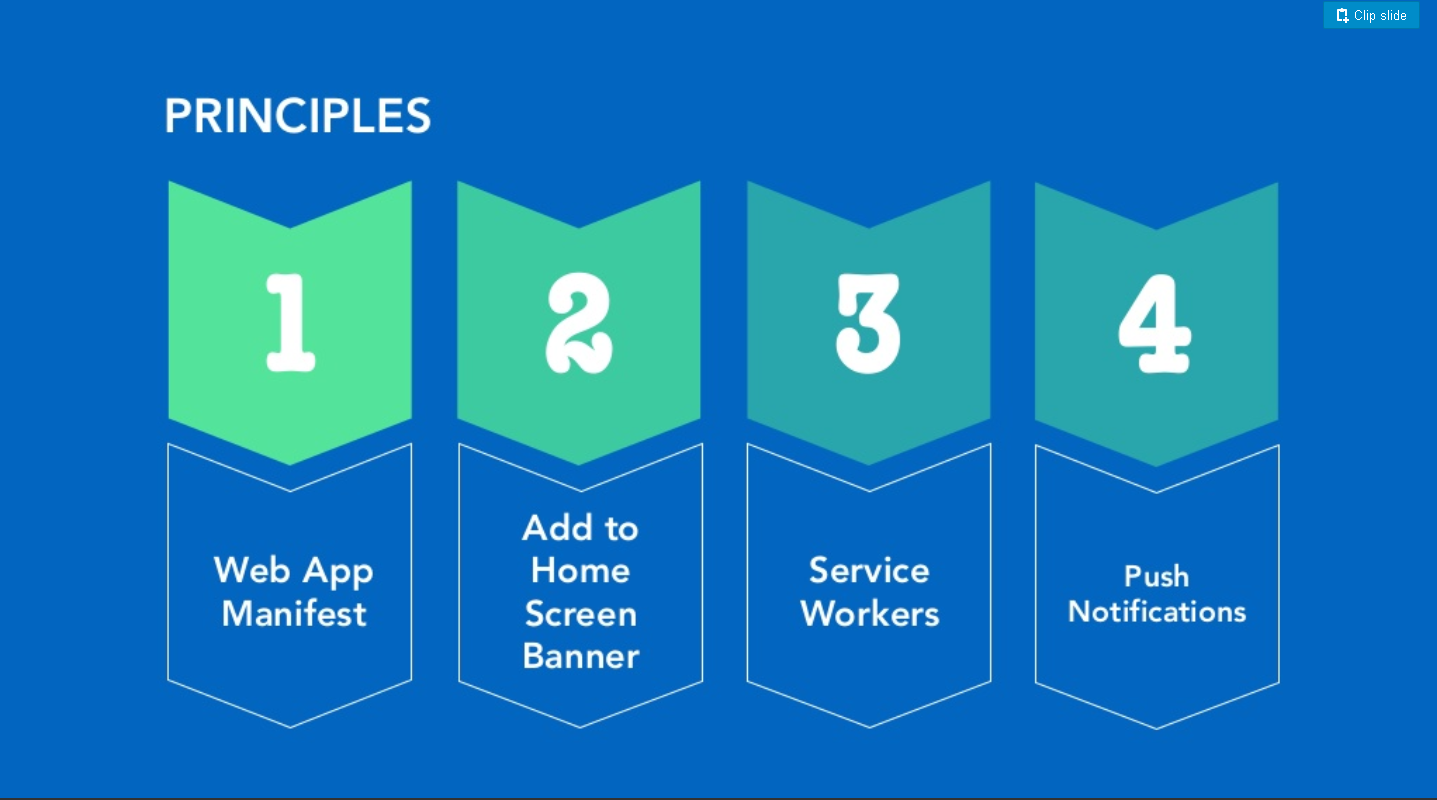 Clip slide
PRINCIPLES
1
2
3
4
Web App
Manifest
Add to
Home
Screen
Banner
Service
Workers
Push
Notifications